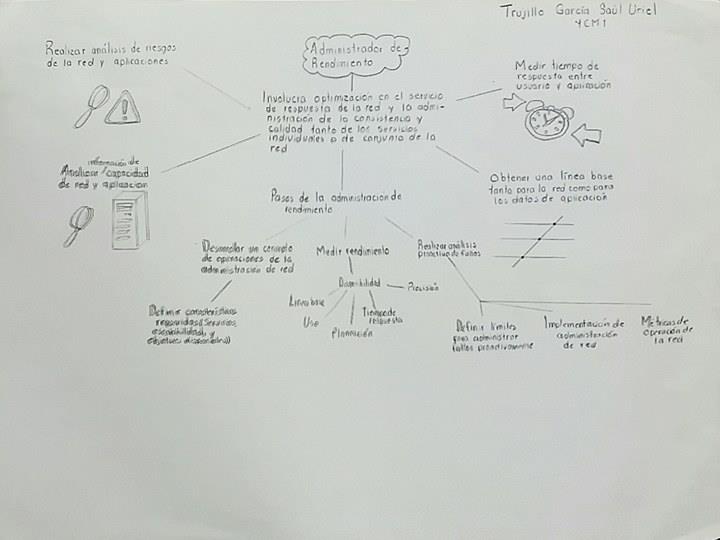 Trujillo García Saúl Uriel
4CM1
Administrador de
Rendimiento
Realizar análisis de riesgos
de la red y aplicaciones
Medir tiempo de
respuesta entre
usuario y aplicación
Involucra optimización en el servicio
de respuesta de la red y la admi-
nistración de la consistencia y
calidad tanto de los servicios
individuales o de conjunto de la
red
información de
Analizar capacidad
de red y aplicación
Obtener una línea base
tanto para la red como para
los datos de aplicación
Pasos de la administración de
rendimiento
Desarrollar un concepto
de operaciones de la
administración de red
Medir rendimiento
Realizar análisis
proactivo de fallos
Disponibilidad
Precisión
Línea base
Uso
Planeación
Tiempo de
respuesta
Definir características
requeridas (Servicios,
escalabilidad y
objetivos
Definir límites
para administrar
fallos proactivamente
Implementación de
administración
de red
Métricas de
operación de
la red